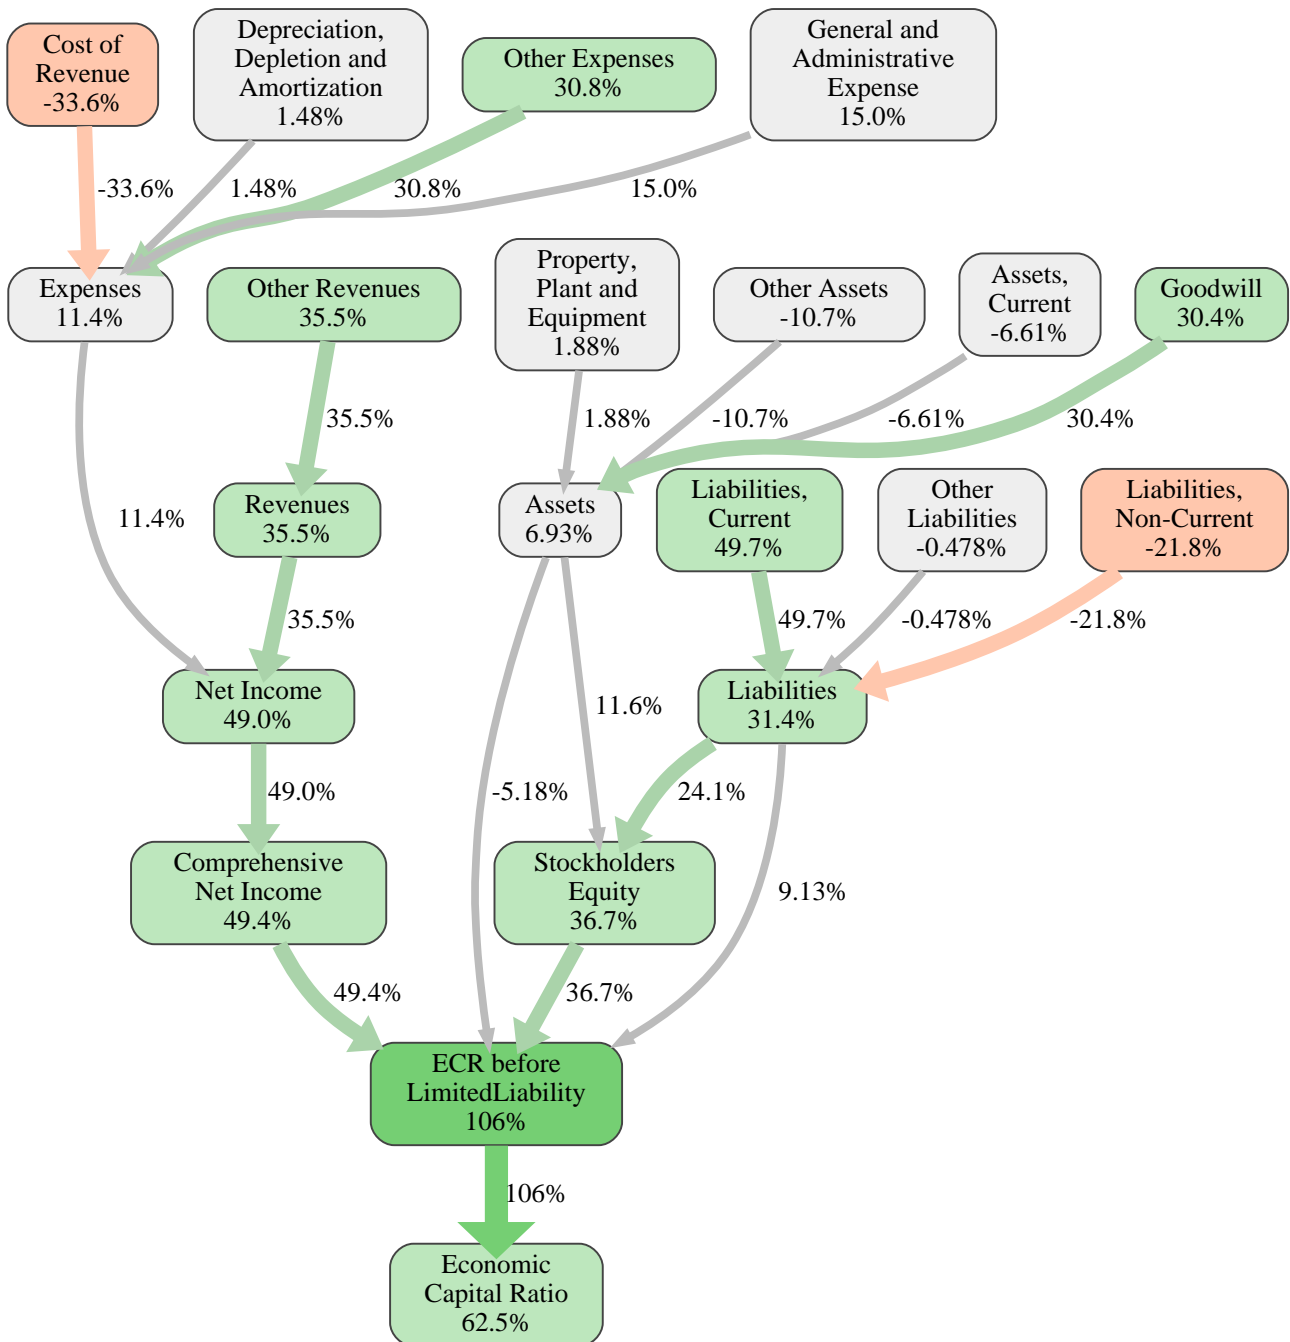 Cost of
Revenue
-33.6%
Depreciation,
Depletion and
Amortization
1.48%
Other Expenses
30.8%
General and
Administrative
Expense
15.0%
-33.6%
1.48%
30.8%
15.0%
Expenses
11.4%
Other Revenues
35.5%
Property,
Plant and
Equipment
1.88%
Other Assets
-10.7%
Assets,
Current
-6.61%
Goodwill
30.4%
35.5%
1.88%
-10.7%
-6.61%
30.4%
11.4%
Revenues
35.5%
Assets
6.93%
Liabilities,
Current
49.7%
Other
Liabilities
-0.478%
Liabilities,
Non-Current
-21.8%
35.5%
49.7%
-0.478%
-21.8%
Net Income
49.0%
11.6%
Liabilities
31.4%
49.0%
-5.18%
24.1%
Comprehensive
Net Income
49.4%
Stockholders
Equity
36.7%
9.13%
49.4%
36.7%
ECR before
LimitedLiability
106%
106%
Economic
Capital Ratio
62.5%